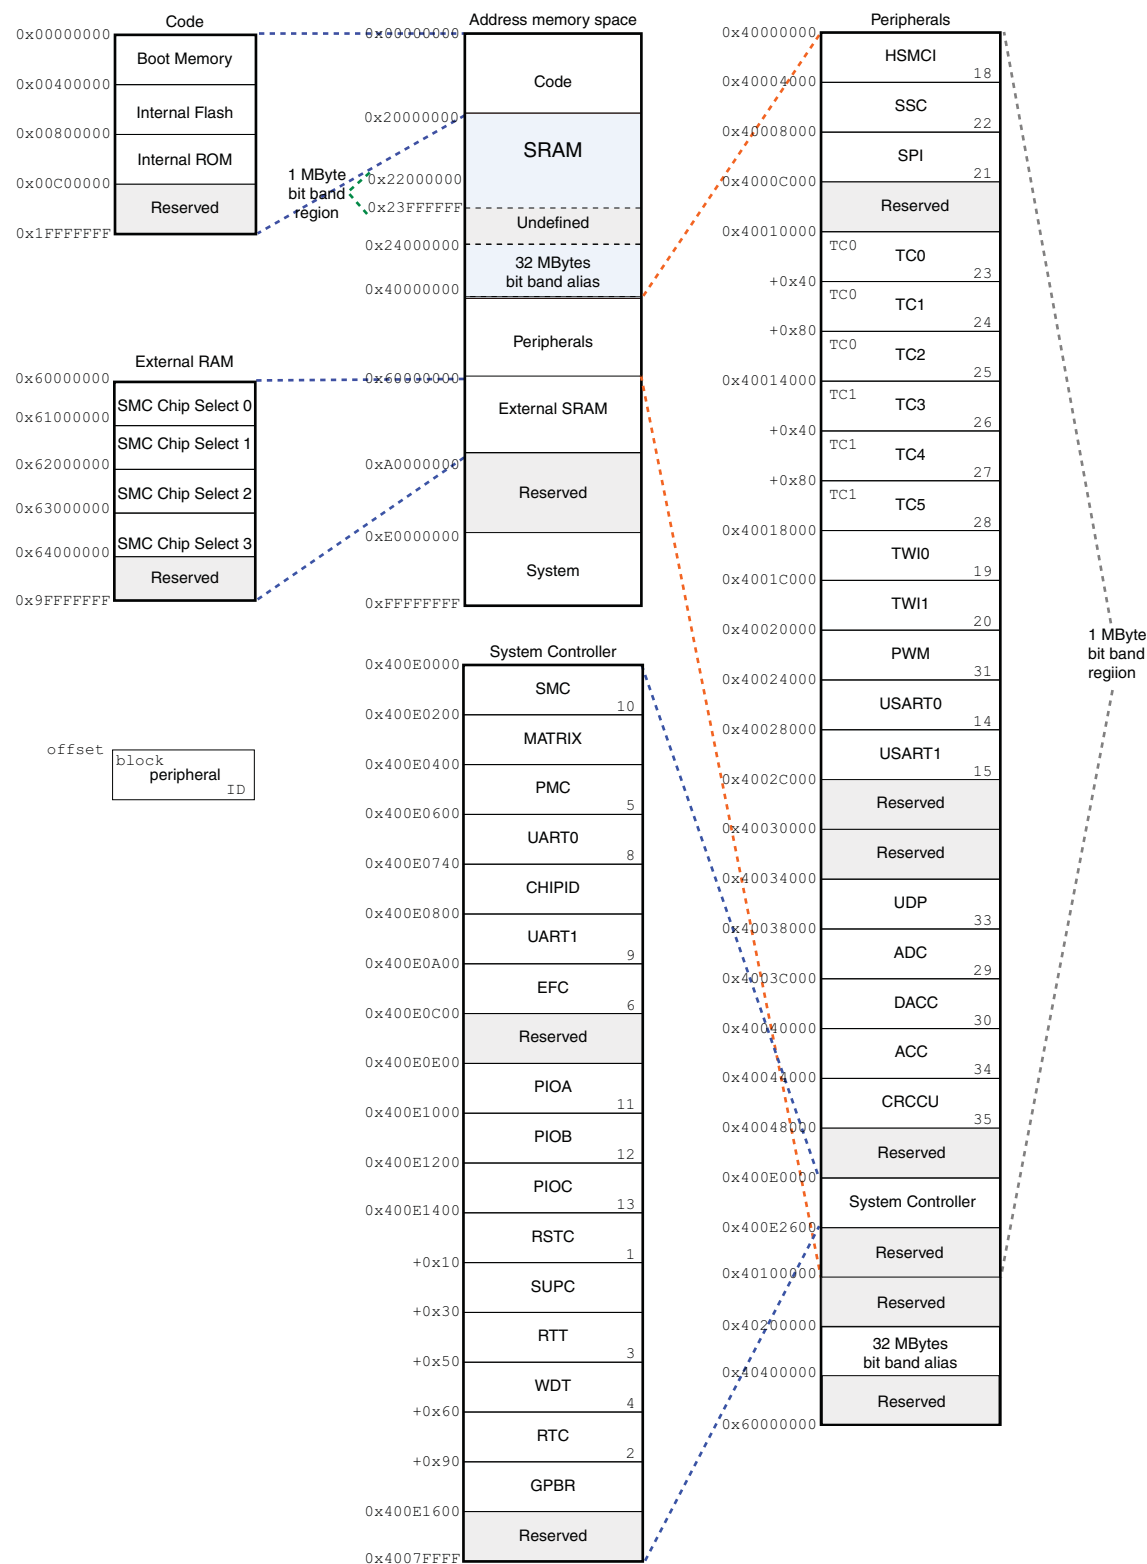 Code
0x00000000
Boot Memory
0x00400000
Internal Flash
0x00800000
Internal ROM
0x00C00000
Reserved
0x1FFFFFFF
1 MByte
bit band
region
External RAM
0x60000000
SMC Chip Select 0
0x61000000
SMC Chip Select 1
0x62000000
SMC Chip Select 2
0x63000000
SMC Chip Select 3
0x64000000
Reserved
0x9FFFFFFF
offset
block
peripheral
ID
Address memory space
0x00000000
Code
0x20000000
SRAM
0x22000000
0x23FFFFFF
Undefined
0x24000000
32 MBytes
bit band alias
0x40000000
Peripherals
0x60000000
External SRAM
0xA0000000
Reserved
0xE0000000
System
0xFFFFFFFF
System Controller
0x400E0000
SMC
10
0x400E0200
MATRIX
0x400E0400
PMC
5
0x400E0600
UART0
8
0x400E0740
CHIPID
0x400E0800
UART1
9
0x400E0A00
EFC
6
0x400E0C00
Reserved
0x400E0E00
PIOA
11
0x400E1000
PIOB
12
0x400E1200
PIOC
13
0x400E1400
RSTC
1
+0x10
SUPC
+0x30
RTT
3
+0x50
WDT
4
+0x60
RTC
2
+0x90
GPBR
0x400E1600
Reserved
0x4007FFFF
Peripherals
0x40000000
HSMCI
18
0x40004000
SSC
22
0x40008000
SPI
21
0x4000C000
Reserved
0x40010000
TC0
TC0
23
+0x40
TC0
TC1
24
+0x80
TC0
TC2
25
0x40014000
TC1
TC3
26
+0x40
TC1
TC4
27
+0x80
TC1
TC5
28
0x40018000
TWI0
19
0x4001C000
TWI1
20
0x40020000
PWM
31
0x40024000
USART0
14
0x40028000
USART1
15
0x4002C000
Reserved
0x40030000
Reserved
0x40034000
UDP
33
0x40038000
ADC
29
0x4003C000
DACC
30
0x40040000
ACC
34
0x40044000
CRCCU
35
0x40048000
Reserved
0x400E0000
System Controller
0x400E2600
Reserved
0x40100000
Reserved
0x40200000
32 MBytes
bit band alias
0x40400000
Reserved
0x60000000
1 MByte
bit band
regiion